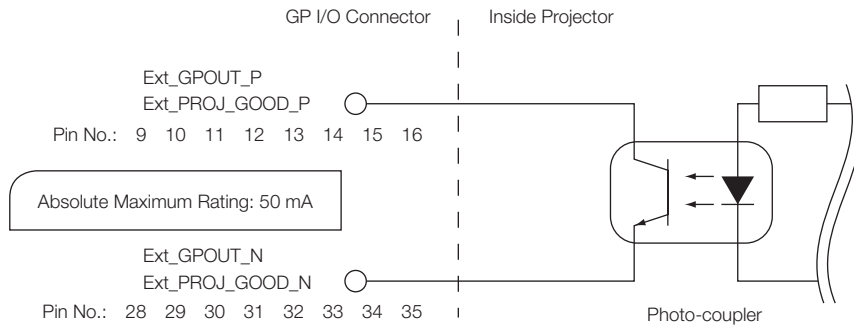 GP I/O Connector
Inside Projector
Ext_GPOUT_P
Ext_PROJ_GOOD_P
Pin No.: 9 10 11 12 13 14 15 16
Absolute Maximum Rating: 50 mA
Ext_GPOUT_N
Ext_PROJ_GOOD_N
Pin No.: 28 29 30 31 32 33 34 35
Photo-coupler